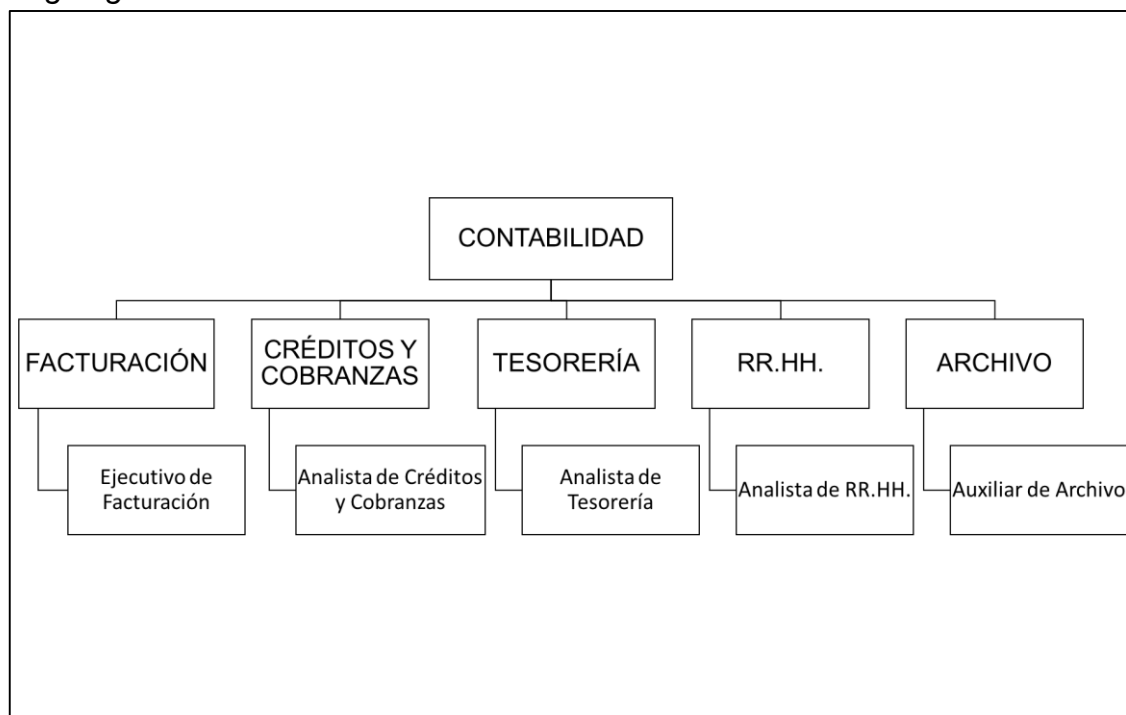 CONTABILIDAD
FACTURACIÓN
CRÉDITOS Y
COBRANZAS
TESORERÍA
RR.HH.
ARCHIVO
Ejecutivo de
Facturación
Analista de Créditos
y Cobranzas
Analista de
Tesorería
Analista de RR.HH.
Auxiliar de Archivo